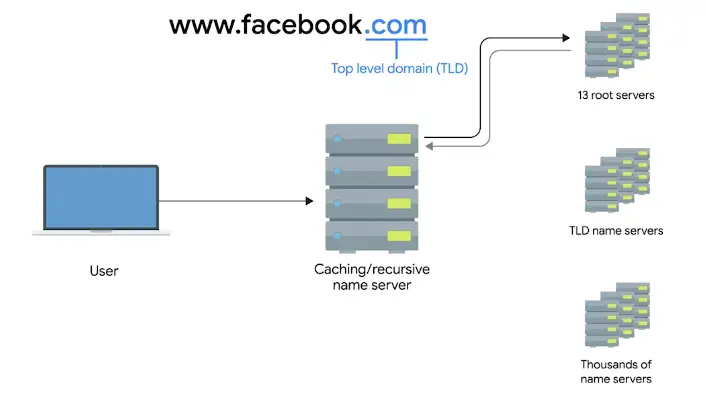 www.facebook.com
Top level domain (TLD)
13 root servers
TLD name servers
User
Caching/recursive
name server
Thousands of
name servers